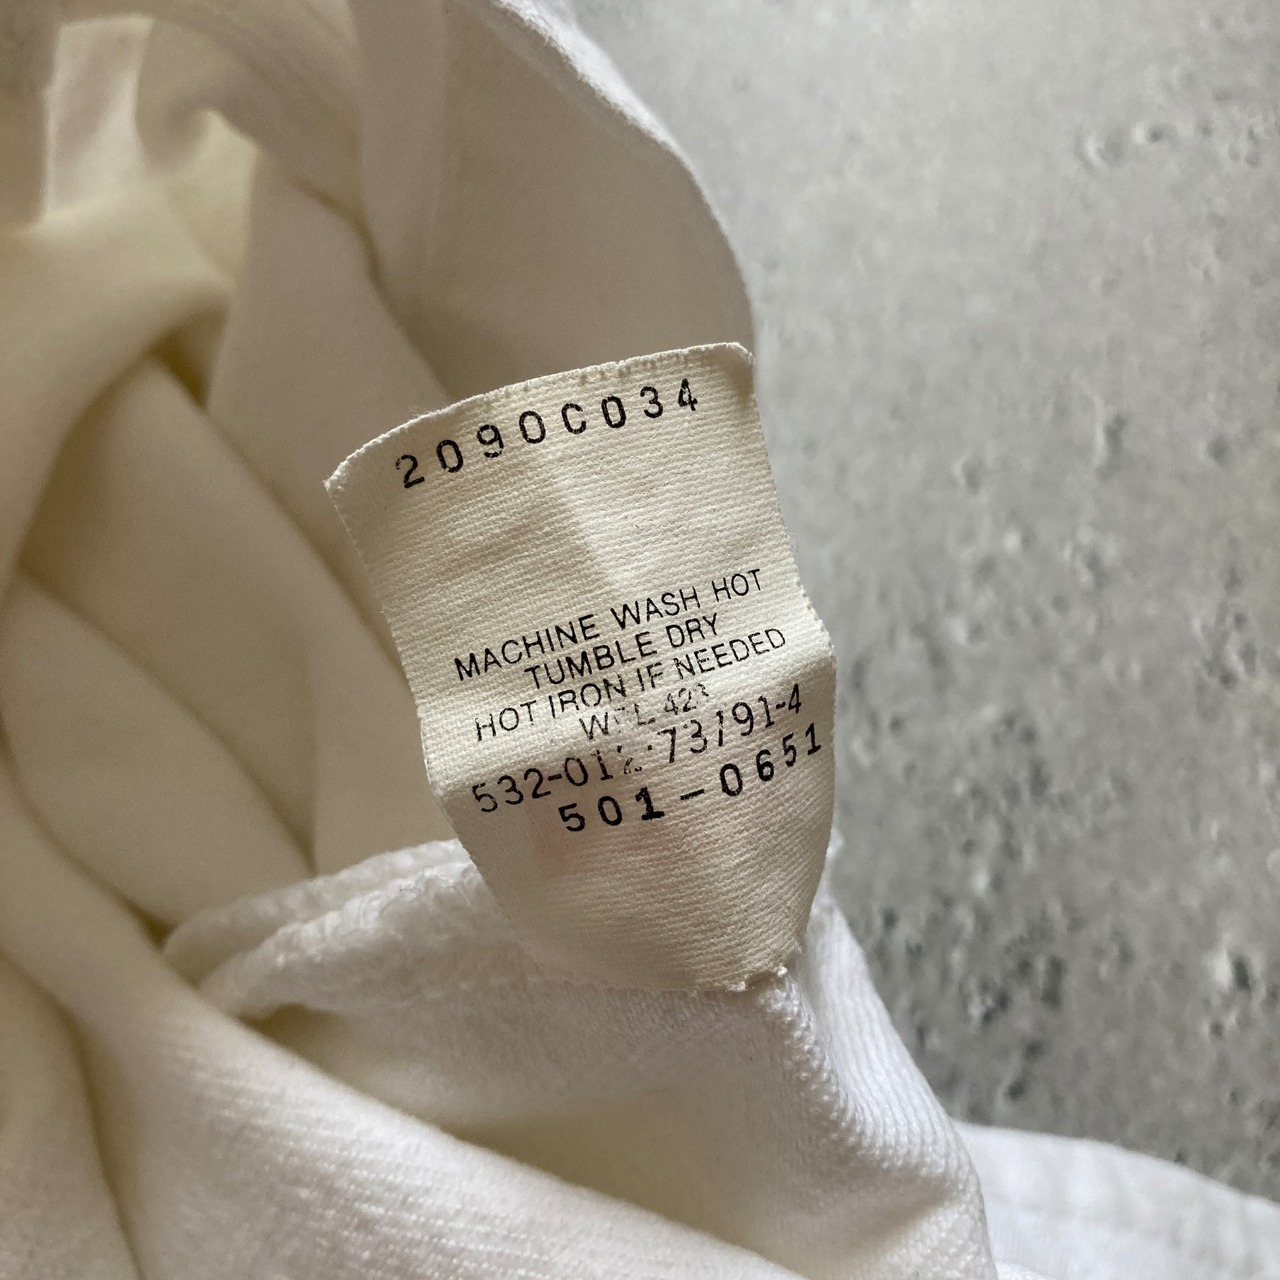 2090C034
MACHINE WASH HOT
TUMBLE DRY
HOT IRON IF NEEDED
501-0651